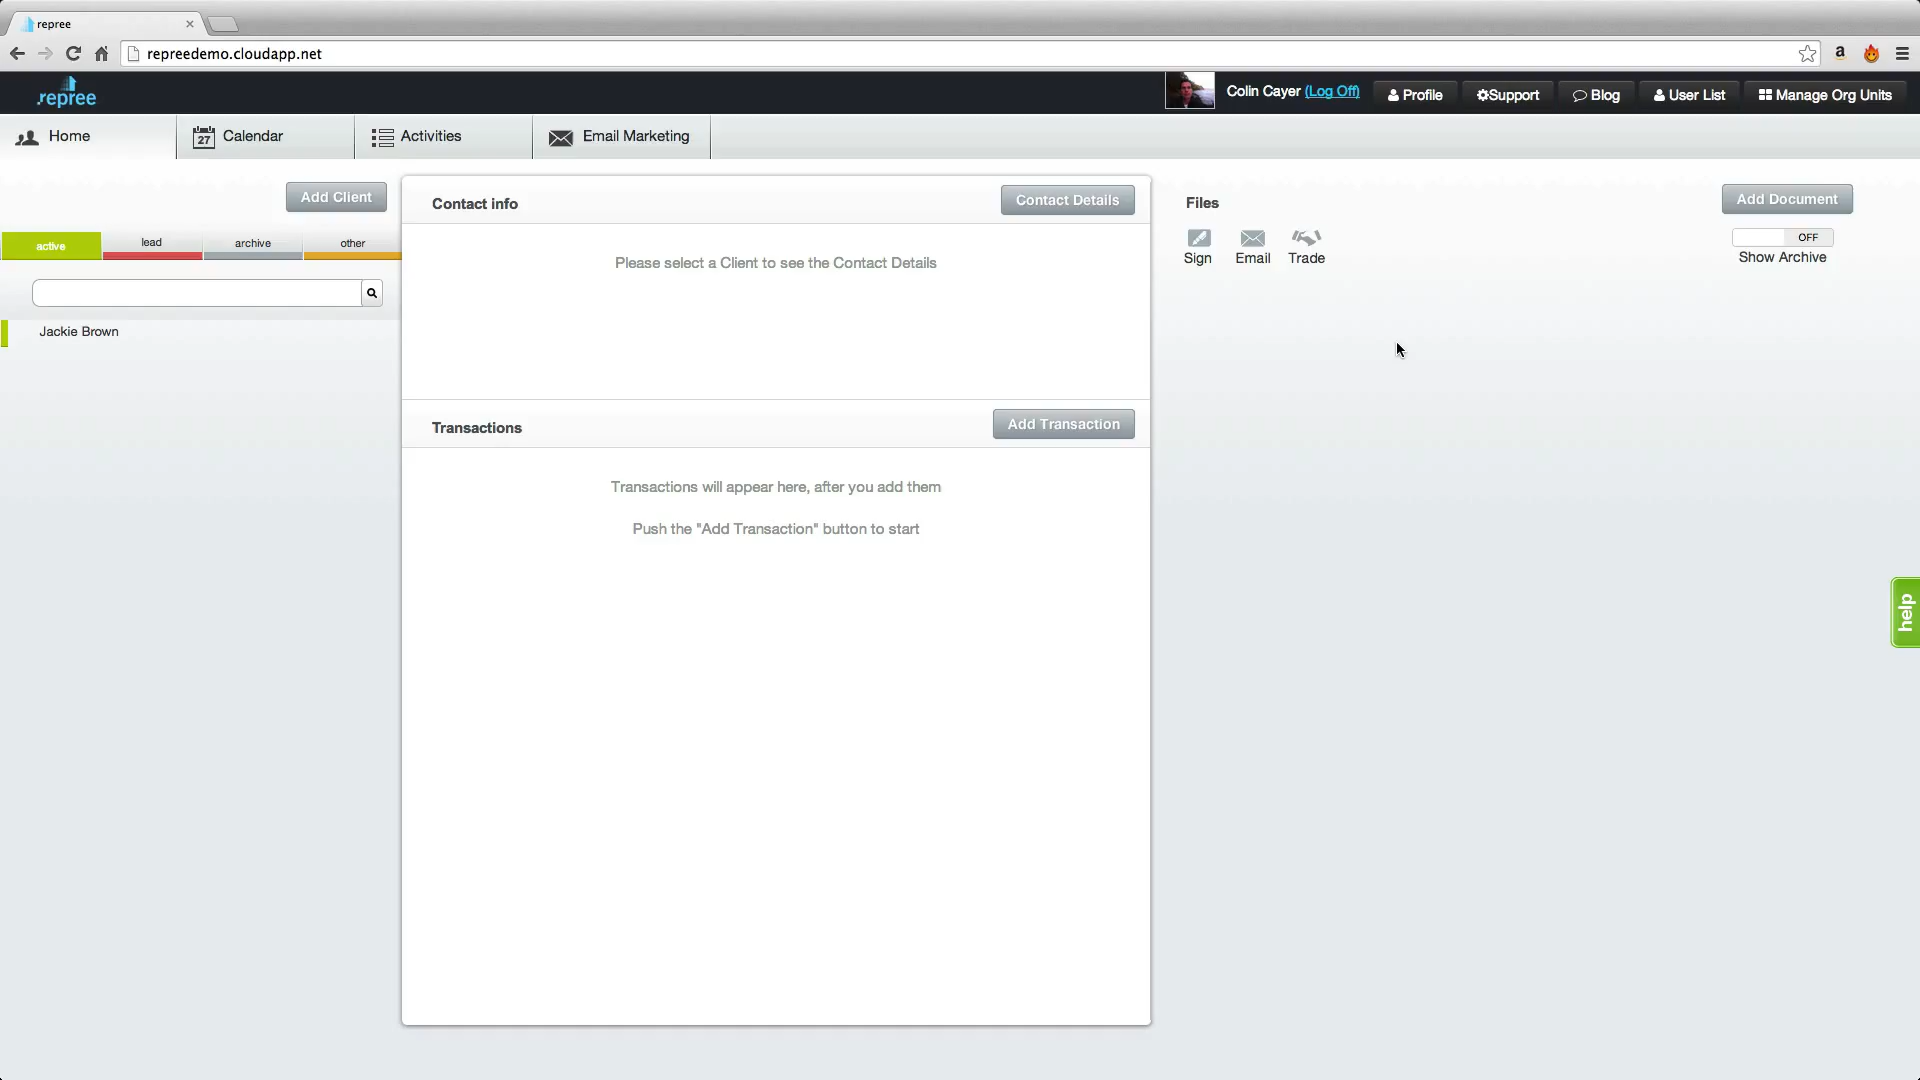 repree
repreedemo.cloudapp.net
repree
Colin Cayer (Log Off)
Profile
Support
Blog
User List
Manage Org Units
Home
27
Calendar
Activities
Email Marketing
Add Client
active
lead
archive
other
Jackie Brown
Contact info
Contact Details
Please select a Client to see the Contact Details
Transactions
Add Transaction
Transactions will appear here, after you add them
Push the "Add Transaction" button to start
Files
Add Document
Sign
Email
Trade
OFF
Show Archive
help